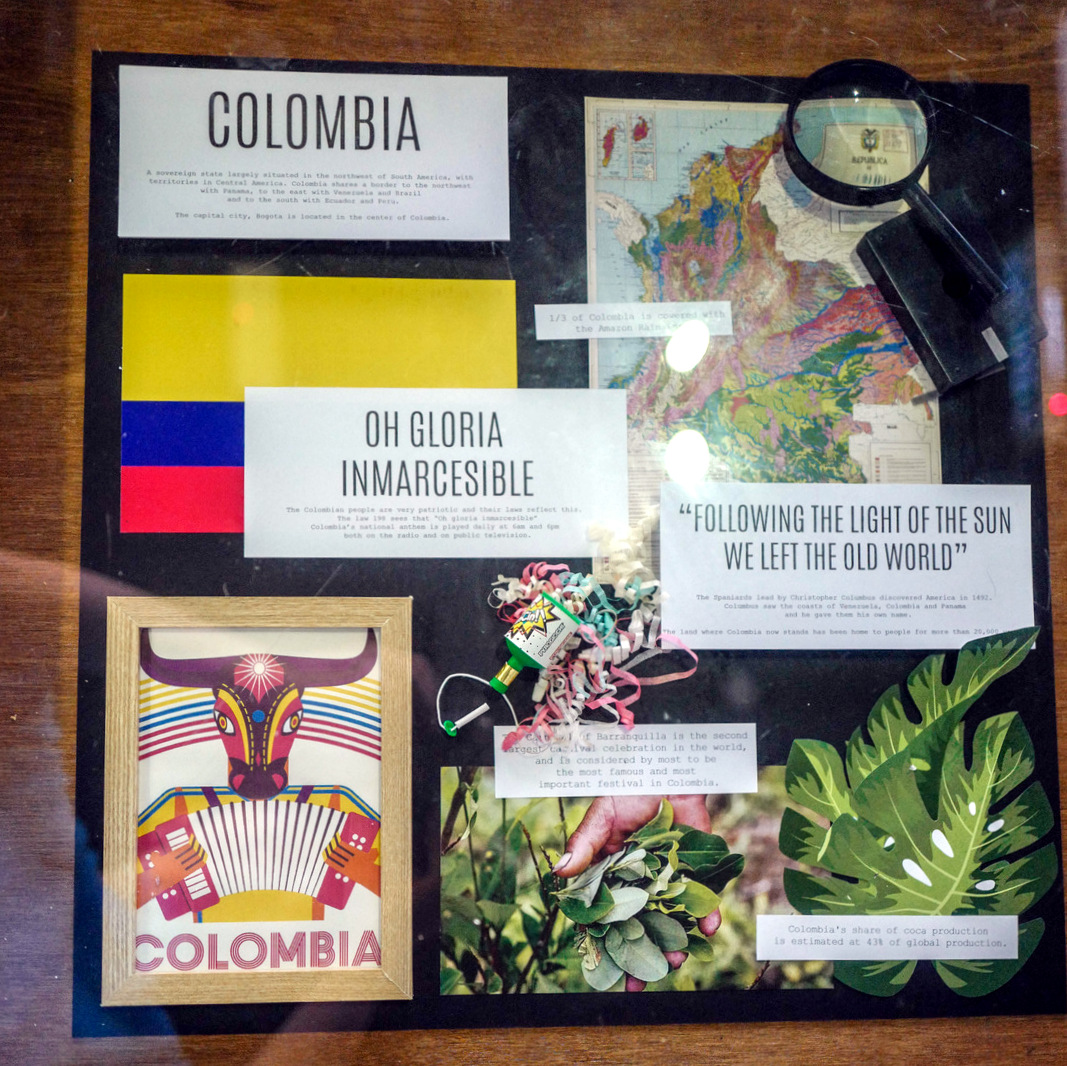 COLOMBIA
A sovereign state largely situated in the northwest of South America, with
territories in Central America. Colombia shares a border to the northwest
with Panama, to the east with Venezuela and Brazil
and to the south with Ecuador and Peru.
The capital city, Bogota is located in the center of Colombia.
REPUBLICA
1/3 of Colombia is covered with
the Amazon
OH GLORIA
INMARCESIBLE
The Colombian people are very patriotic and their laws reflect this.
The law 198 sees that "Oh gloria inmarcesible"
Colombia's national anthem is played daily at 6am and 6pm
both on the radio and on public television.
“FOLLOWING THE LIGHT OF THE SUN
WE LEFT THE OLD WORLD”
The Spaniards lead by Christopher Columbus discovered America in 1492.
Columbus saw the coasts of Venezuela, Colombia and Panama
and he gave them his own name.
The land where Colombia now stands has been home to people for more than 20,000
of Barranquilla is the second
largest carnival celebration in the world,
and is considered by most to be
the most famous and most
important festival in Colombia.
Colombia's share of coca production
is estimated at 43% of global production.
COLOMBIA